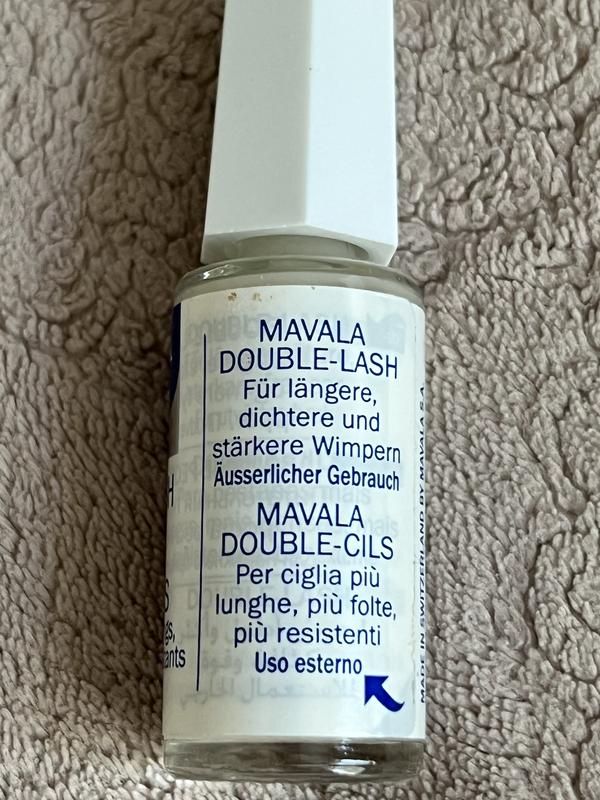 MAVALA
DOUBLE-LASH
Für längere,
dichtere und
stärkere Wimpern
Äusserlicher Gebrauch
MAVALA
DOUBLE-CILS
Per ciglia più
lunghe, più folte,
più resistenti
Uso esterno
MADE IN SWITZERLAND BY MAVALA S.A.